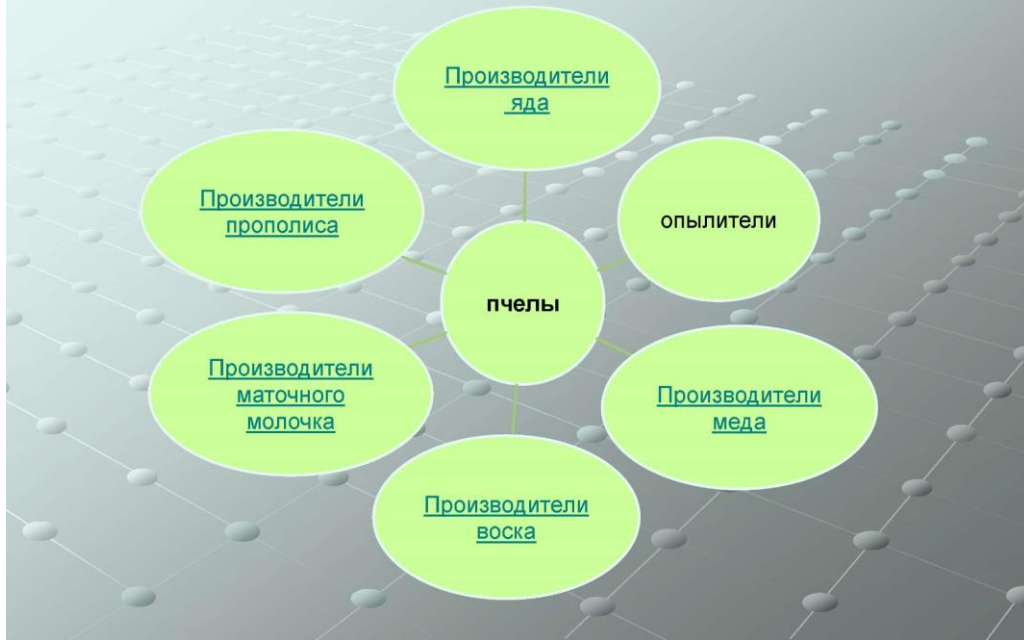 Производители
яда
Производители
прополиса
опылители
пчелы
Производители
маточного
молочка
Производители
меда
Производители
воска